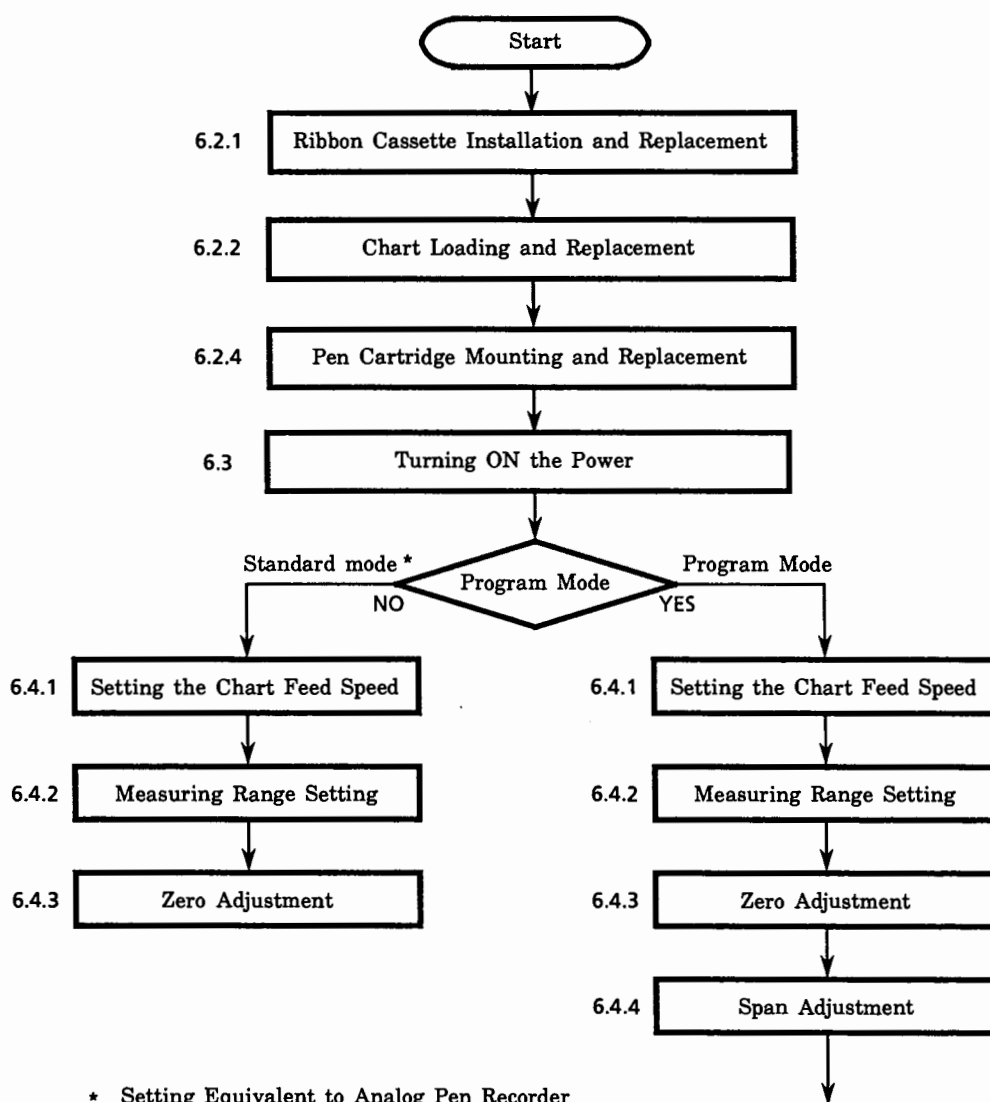 Start
6.2.1 Ribbon Cassette Installation and Replacement
6.2.2 Chart Loading and Replacement
6.2.4 Pen Cartridge Mounting and Replacement
6.3 Turning ON the Power
Standard mode * Program Mode Program Mode
NO YES
6.4.1 Setting the Chart Feed Speed 6.4.1 Setting the Chart Feed Speed
6.4.2 Measuring Range Setting 6.4.2 Measuring Range Setting
6.4.3 Zero Adjustment 6.4.3 Zero Adjustment
6.4.4 Span Adjustment
* Setting Equivalent to Analog Pen Recorder